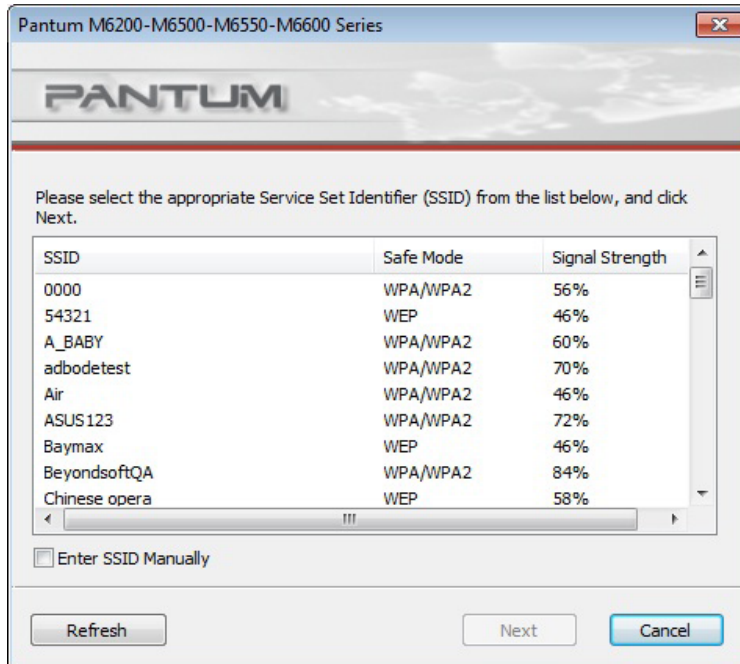 Pantum M6200-M6500-M6550-M6600 Series
PANTUM
Please select the appropriate Service Set Identifier (SSID) from the list below, and click
Next.
SSID Safe Mode Signal Strength
0000 WPA/WPA2 56%
54321 WEP 46%
A_BABY WPA/WPA2 60%
adbodetest WPA/WPA2 70%
Air WPA/WPA2 46%
ASUS123 WPA/WPA2 72%
Baymax WEP 46%
BeyondsoftQA WPA/WPA2 84%
Chinese opera WEP 58%
Enter SSID Manually
Refresh Next Cancel